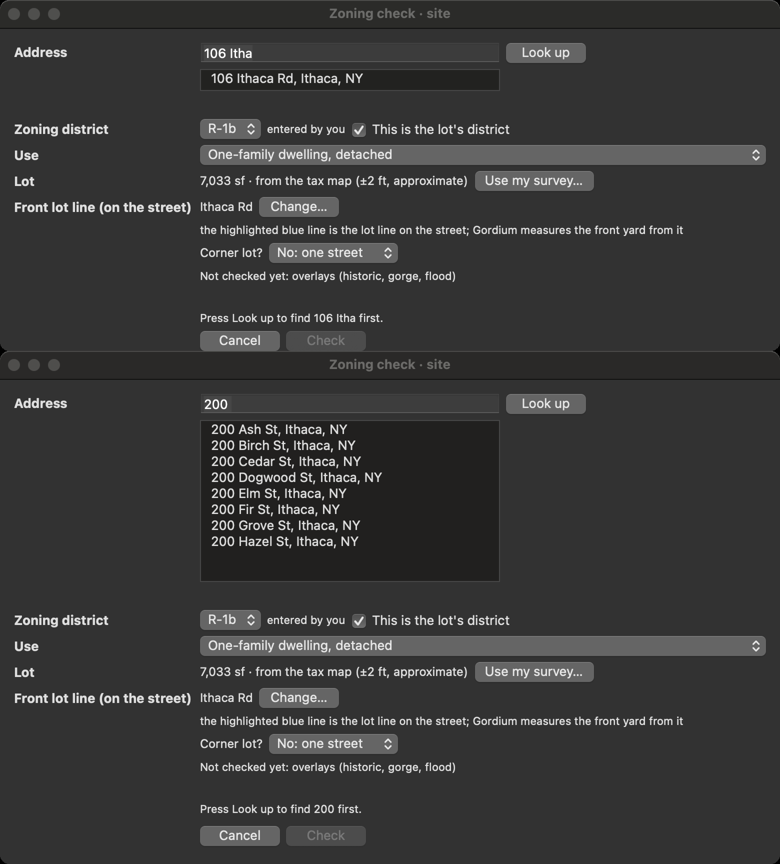 Zoning check · site
Address
106 Itha
Look up
106 Ithaca Rd, Ithaca, NY
Zoning district
R-1b
entered by you
This is the lot's district
Use
One-family dwelling, detached
Lot
7,033 sf · from the tax map (±2 ft, approximate)
Use my survey...
Front lot line (on the street)
Ithaca Rd
Change...
the highlighted blue line is the lot line on the street; Gordium measures the front yard from it
Corner lot?
No: one street
Not checked yet: overlays (historic, gorge, flood)
Press Look up to find 106 Itha first.
Cancel
Check
Zoning check · site
Address
200
Look up
200 Ash St, Ithaca, NY
200 Birch St, Ithaca, NY
200 Cedar St, Ithaca, NY
200 Dogwood St, Ithaca, NY
200 Elm St, Ithaca, NY
200 Fir St, Ithaca, NY
200 Grove St, Ithaca, NY
200 Hazel St, Ithaca, NY
Zoning district
R-1b
entered by you
This is the lot's district
Use
One-family dwelling, detached
Lot
7,033 sf · from the tax map (±2 ft, approximate)
Use my survey...
Front lot line (on the street)
Ithaca Rd
Change...
the highlighted blue line is the lot line on the street; Gordium measures the front yard from it
Corner lot?
No: one street
Not checked yet: overlays (historic, gorge, flood)
Press Look up to find 200 first.
Cancel
Check